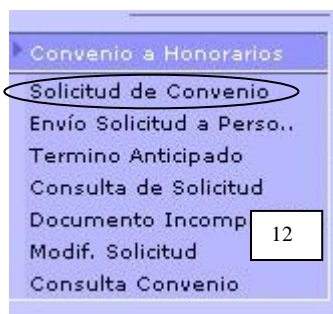 Convenio a Honorarios
Solicitud de Convenio
Envío Solicitud a Perso..
Termino Anticipado
Consulta de Solicitud
Documento Incomp
12
Modif. Solicitud
Consulta Convenio